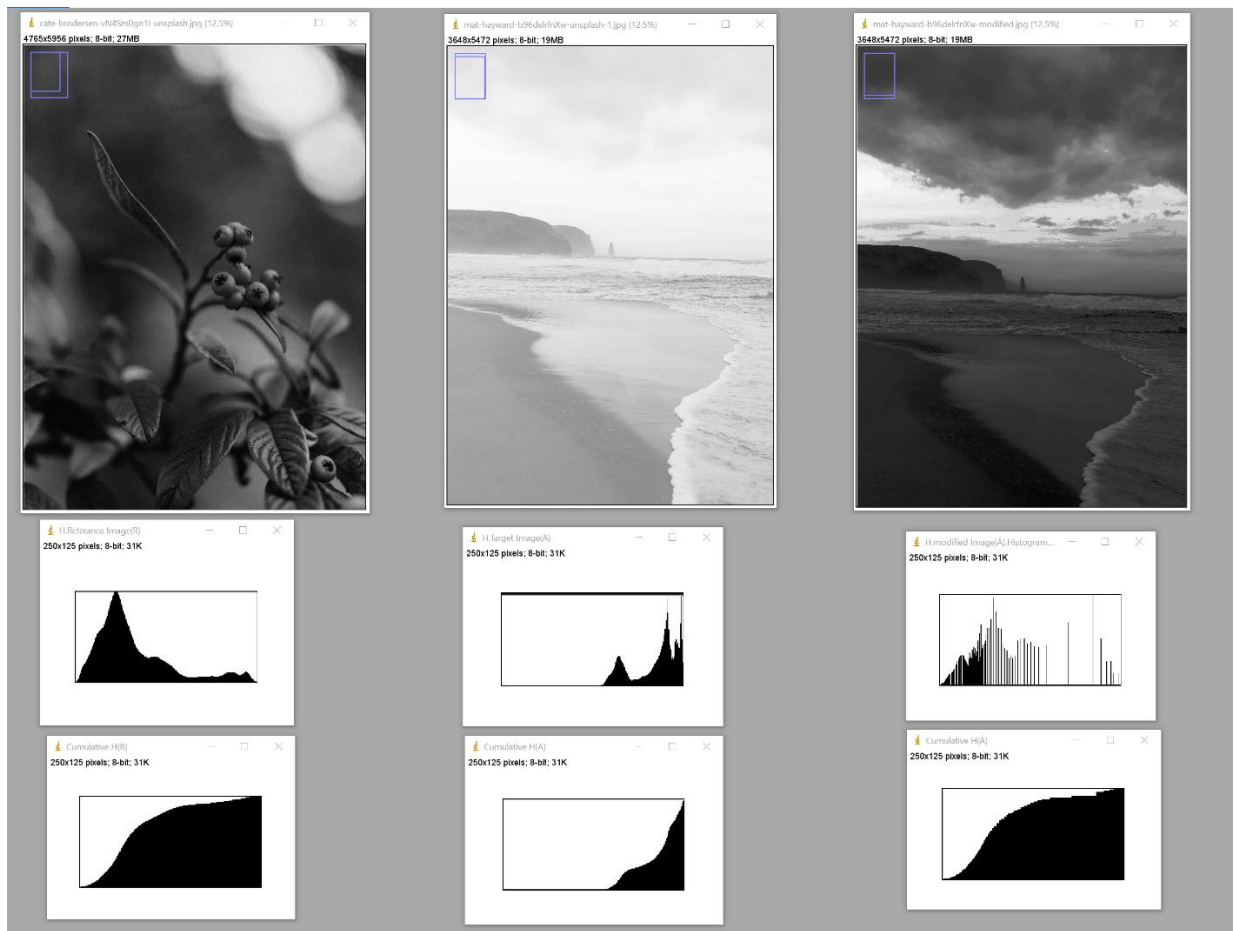 cate-brodersen-vN4Szs0gn1I-unsplash.jpg (12.5%)
4765x5956 pixels; 8-bit; 27MB
mat-hayward-b96delrfnXw-unsplash-1.jpg (12.5%)
3648x5472 pixels; 8-bit; 19MB
mat-hayward-b96delrfnXw-modified.jpg (12.5%)
3648x5472 pixels; 8-bit; 19MB
H.Referance Image(R)
250x125 pixels; 8-bit; 31K
H.Target Image(A)
250x125 pixels; 8-bit; 31K
H.modified Image(Á).Histogram...
250x125 pixels; 8-bit; 31K
Cumulative H(R)
250x125 pixels; 8-bit; 31K
Cumulative H(A)
250x125 pixels; 8-bit; 31K
Cumulative H(Á)
250x125 pixels; 8-bit; 31K